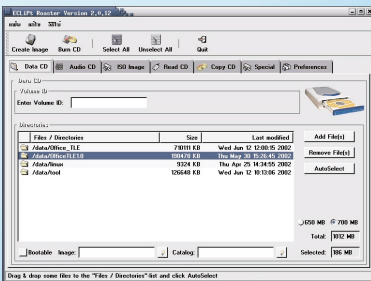 ECLiPt Roaster Version 2.0.12
Create Image Burn CD Select All Unselect All Quit
Data CD Audio CD ISO Image Read CD Copy CD Special Preferences
Data CD
Volume ID
Enter Volume ID:
Directories
Files / Directories Size Last modified
/data/Office_TLE 710111 KB Wed Jun 12 12:00:15 2002
/data/OfficeTLE1.0 190470 KB Thu May 30 15:26:45 2002
/data/linux 9324 KB Thu Apr 25 14:34:55 2002
/data/tool 126648 KB Wed Jun 12 10:13:06 2002
Add File(s)
Remove File(s)
AutoSelect
650 MB 700 MB
Total: 1012 MB
Bootable Image: Catalog: Selected: 186 MB
Drag & drop some files to the "Files / Directories"-list and click AutoSelect